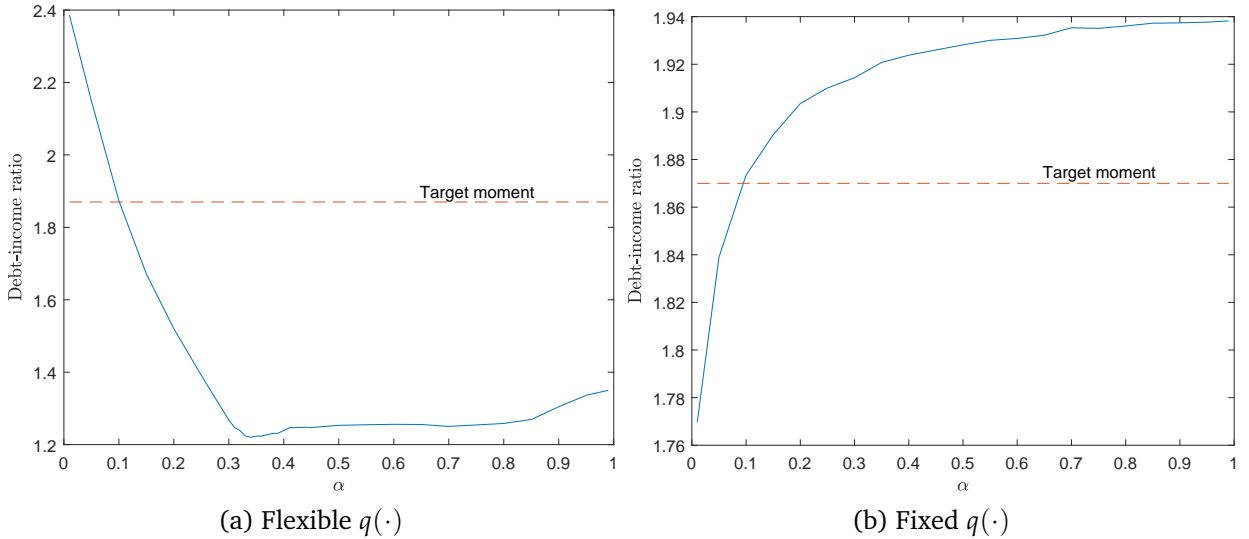 2.4
2.2
2
1.8
1.6
1.4
1.2
Debt-income ratio
Target moment
0 0.1 0.2 0.3 0.4 0.5 0.6 0.7 0.8 0.9 1
α
(a) Flexible q(·)
1.94
1.92
1.9
1.88
1.86
1.84
1.82
1.8
1.78
1.76
Debt-income ratio
Target moment
0 0.1 0.2 0.3 0.4 0.5 0.6 0.7 0.8 0.9 1
α
(b) Fixed q(·)